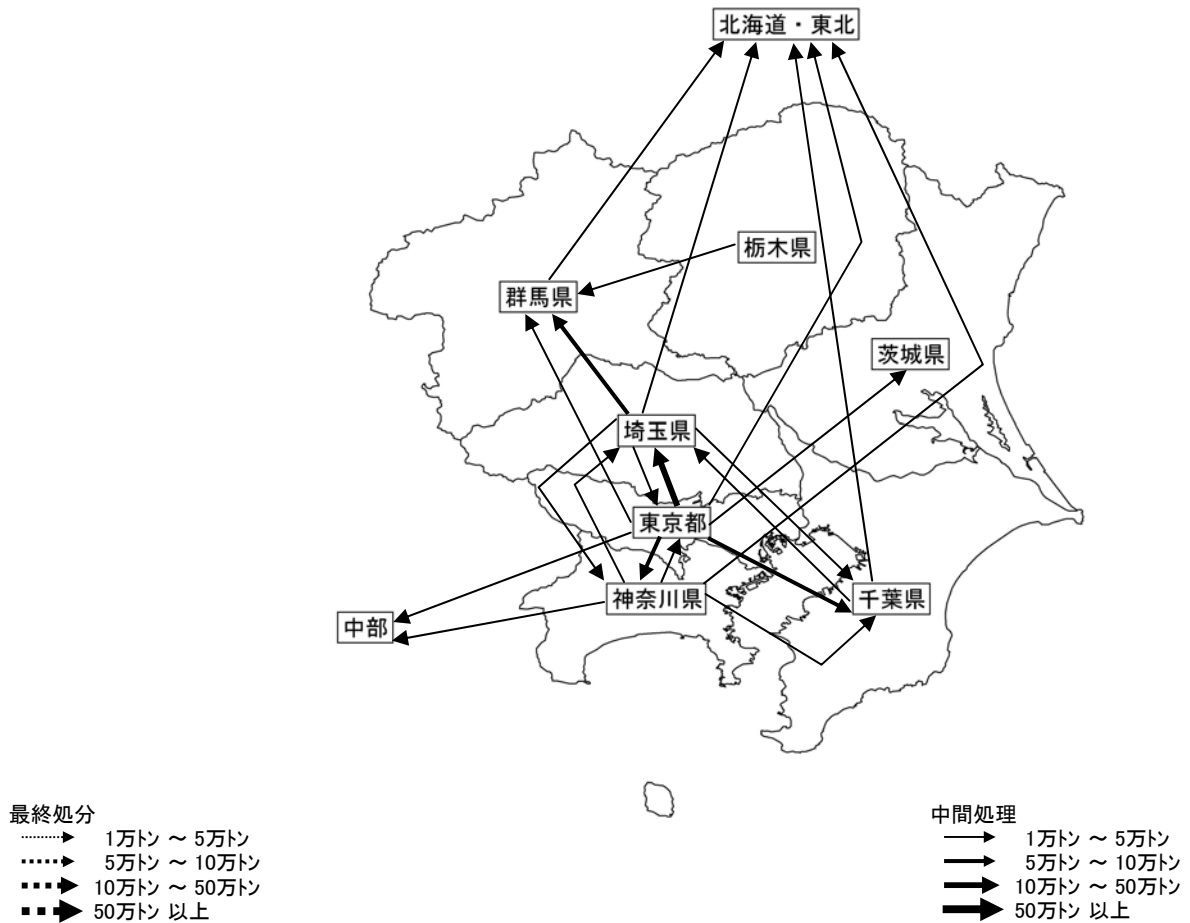 北海道・東北
栃木県
群馬県
茨城県
埼玉県
東京都
神奈川県
千葉県
中部
最終処分
1万トン ～ 5万トン
5万トン ～ 10万トン
10万トン ～ 50万トン
50万トン 以上
中間処理
1万トン ～ 5万トン
5万トン ～ 10万トン
10万トン ～ 50万トン
50万トン 以上